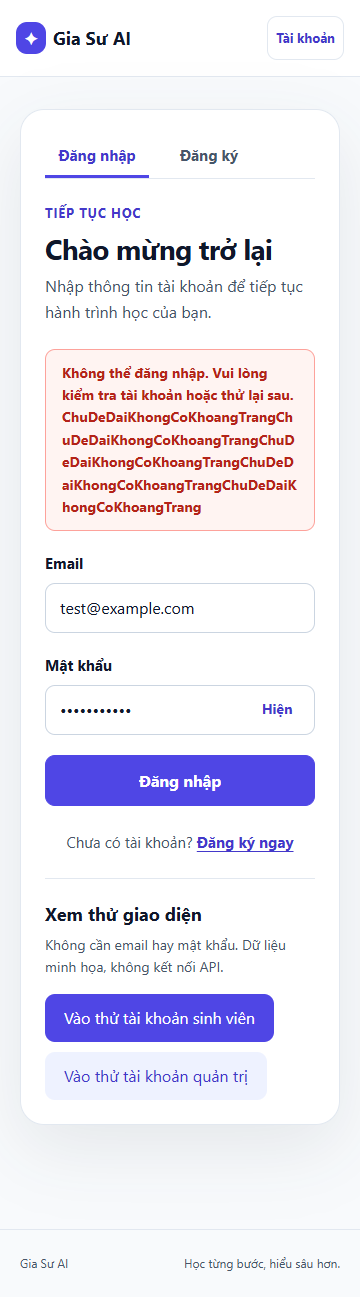 ✦ Gia Sư AI
Tài khoản
Đăng nhập
Đăng ký
TIẾP TỤC HỌC
Chào mừng trở lại
Nhập thông tin tài khoản để tiếp tục
hành trình học của bạn.
Không thể đăng nhập. Vui lòng
kiểm tra tài khoản hoặc thử lại sau.
ChuDeDaiKhongCoKhoangTrangCh
uDeDaiKhongCoKhoangTrangChuD
eDaiKhongCoKhoangTrangChuDeD
aiKhongCoKhoangTrangChuDeDaiK
hongCoKhoangTrang
Email
test@example.com
Mật khẩu
•••••••••••
Hiện
Đăng nhập
Chưa có tài khoản? Đăng ký ngay
Xem thử giao diện
Không cần email hay mật khẩu. Dữ liệu
minh họa, không kết nối API.
Vào thử tài khoản sinh viên
Vào thử tài khoản quản trị
Gia Sư AI
Học từng bước, hiểu sâu hơn.